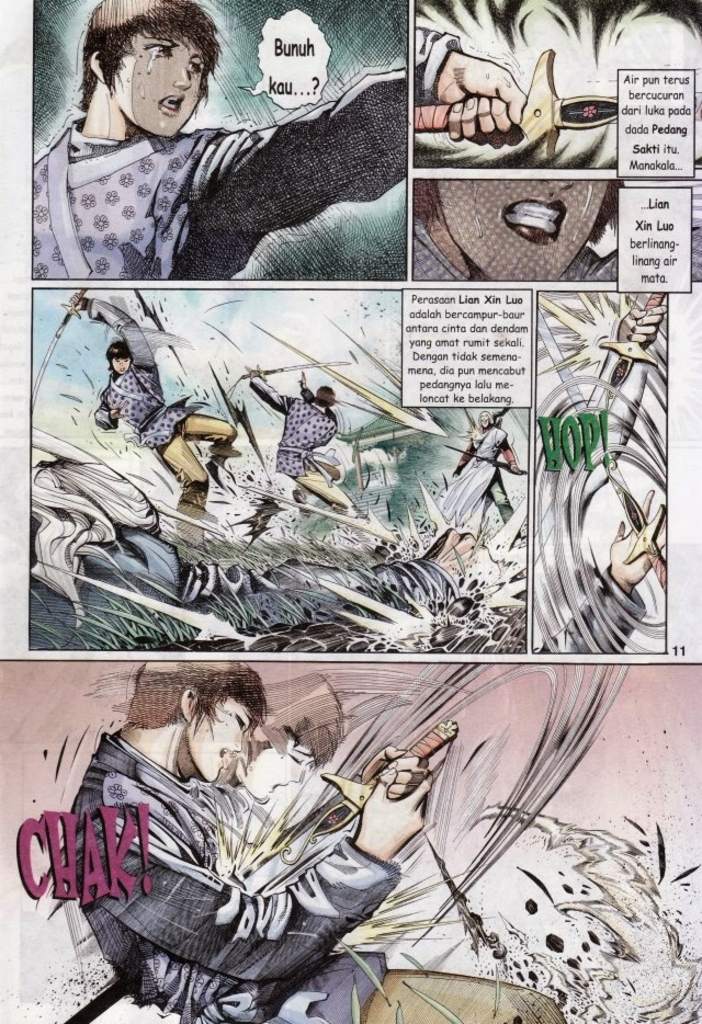 Bunuh
kau...?
Air pun terus
bercucuran
dari luka pada
dada Pedang
Sakti itu.
Manakala...
...Lian
Xin Luo
berlinang-
linang air
mata.
Perasaan Lian Xin Luo
adalah bercampur-baur
antara cinta dan dendam
yang amat rumit sekali.
Dengan tidak semena-
mena, dia pun mencabut
pedangnya lalu me-
loncat ke belakang.
HOP!
11
CHAK!